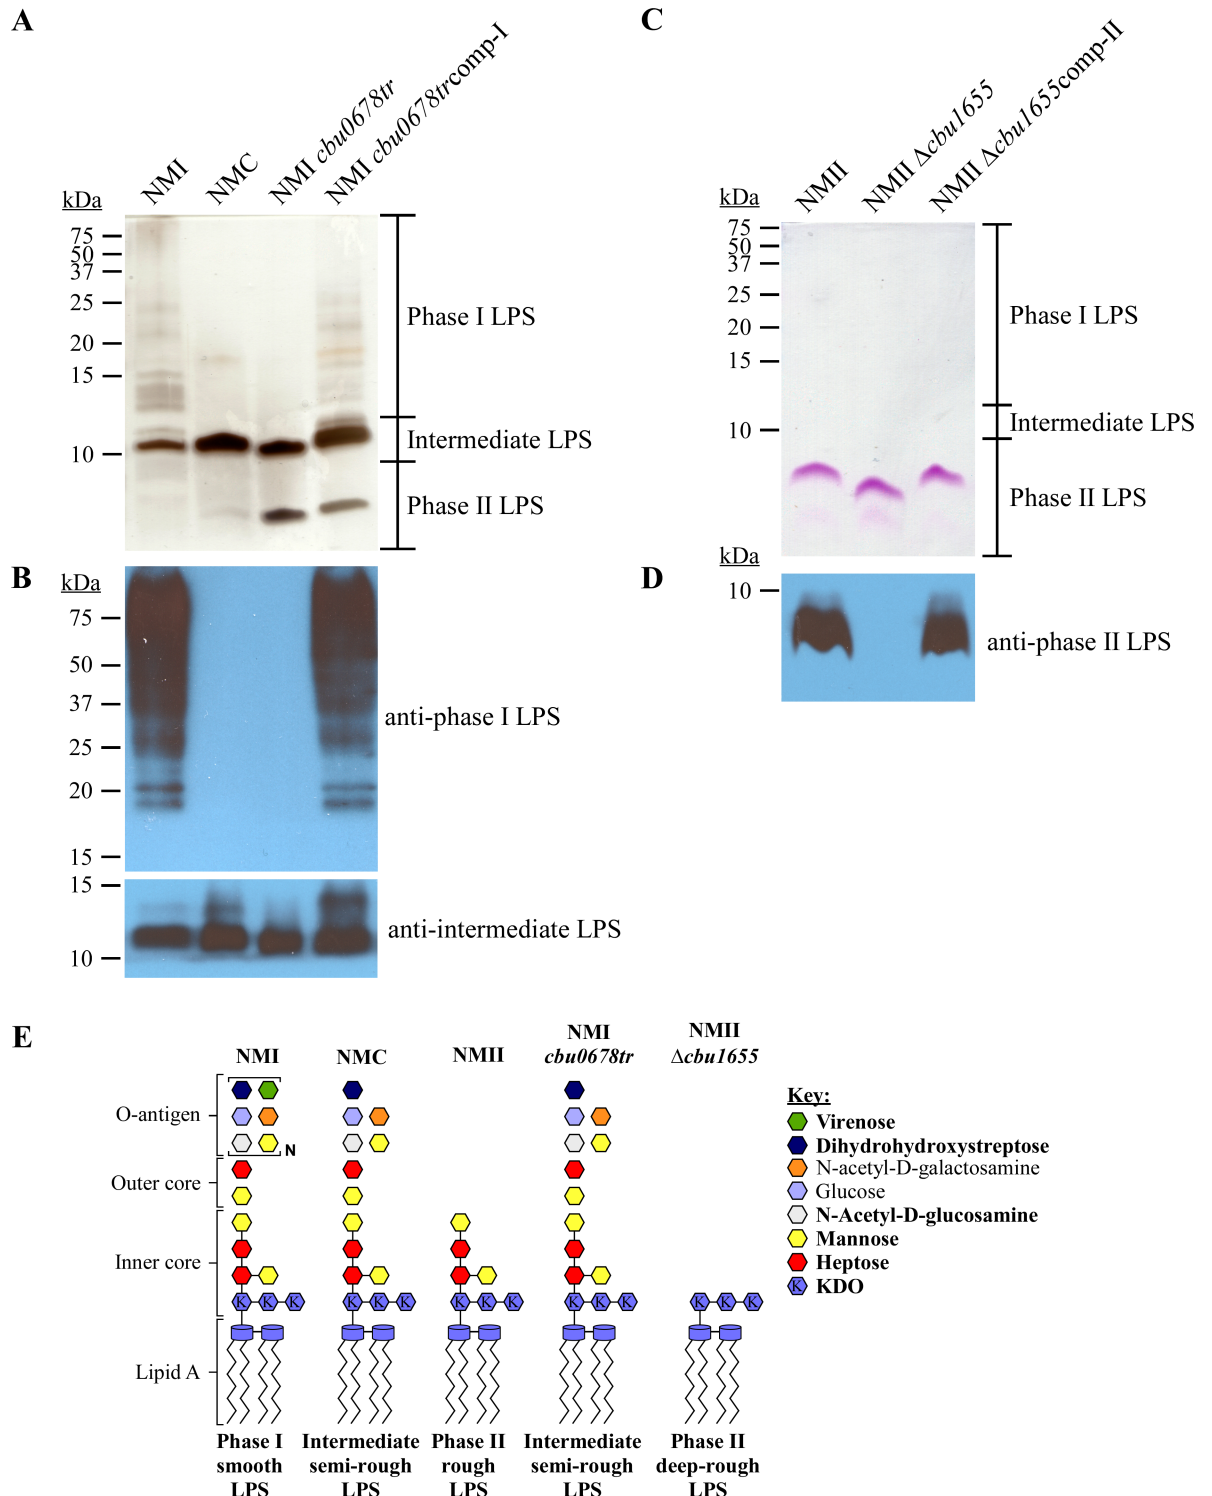 A
NMI
NMC
NMI cbu0678tr
NMI cbu0678trcomp-I
kDa
75
50
37
25
20
15
10
Phase I LPS
Intermediate LPS
Phase II LPS
B
kDa
75
50
37
25
20
15
anti-phase I LPS
15
10
anti-intermediate LPS
C
NMII
NMII Δcbu1655
NMII Δcbu1655comp-II
kDa
75
50
37
25
20
15
10
Phase I LPS
Intermediate LPS
Phase II LPS
D
kDa
10
anti-phase II LPS
E
NMI
NMC
NMII
NMI
cbu0678tr
NMII
Δcbu1655
O-antigen
N
Outer core
Inner core
K K K
K K K
K K K
K K K
K K K
Lipid A
Phase I
smooth
LPS
Intermediate
semi-rough
LPS
Phase II
rough
LPS
Intermediate
semi-rough
LPS
Phase II
deep-rough
LPS
Key:
Virenose
Dihydrohydroxystreptose
N-acetyl-D-galactosamine
Glucose
N-Acetyl-D-glucosamine
Mannose
Heptose
K KDO